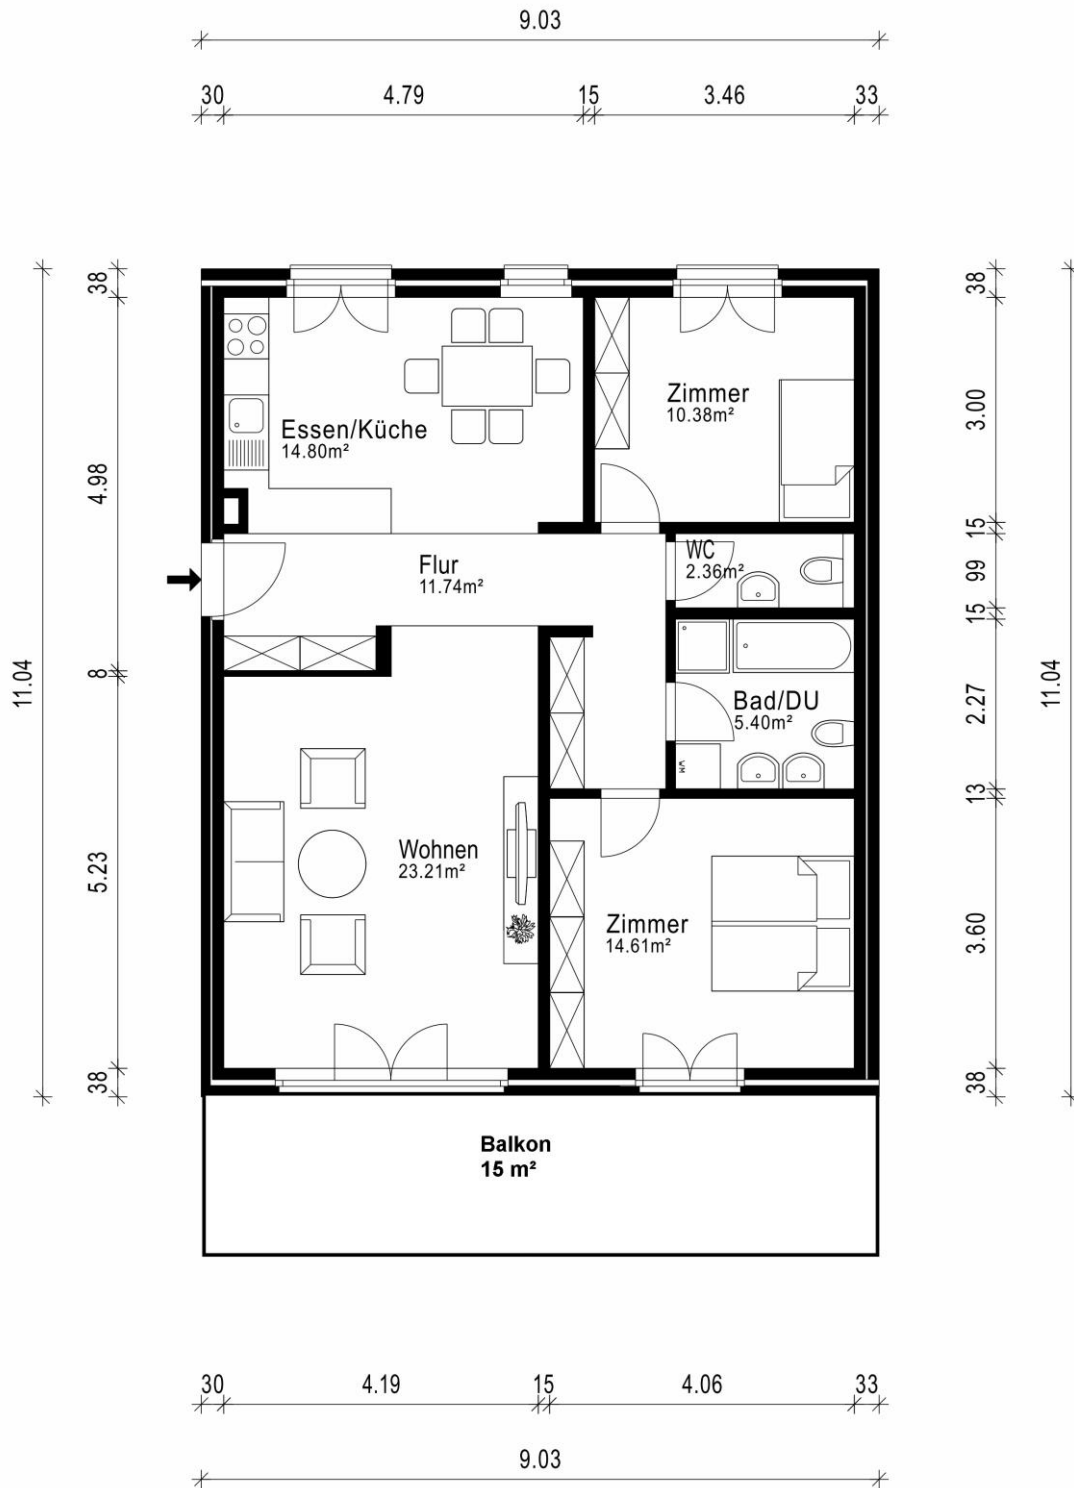 9.03
30 4.79 15 3.46 33
38
38
Zimmer
10.38m²
3.00
Essen/Küche
14.80m²
4.98
15
WC
2.36m²
Flur
11.74m²
99
15
11.04
8
Bad/DU
5.40m²
2.27
11.04
WM
13
Wohnen
23.21m²
5.23
Zimmer
14.61m²
3.60
38
38
Balkon
15 m²
30 4.19 15 4.06 33
9.03